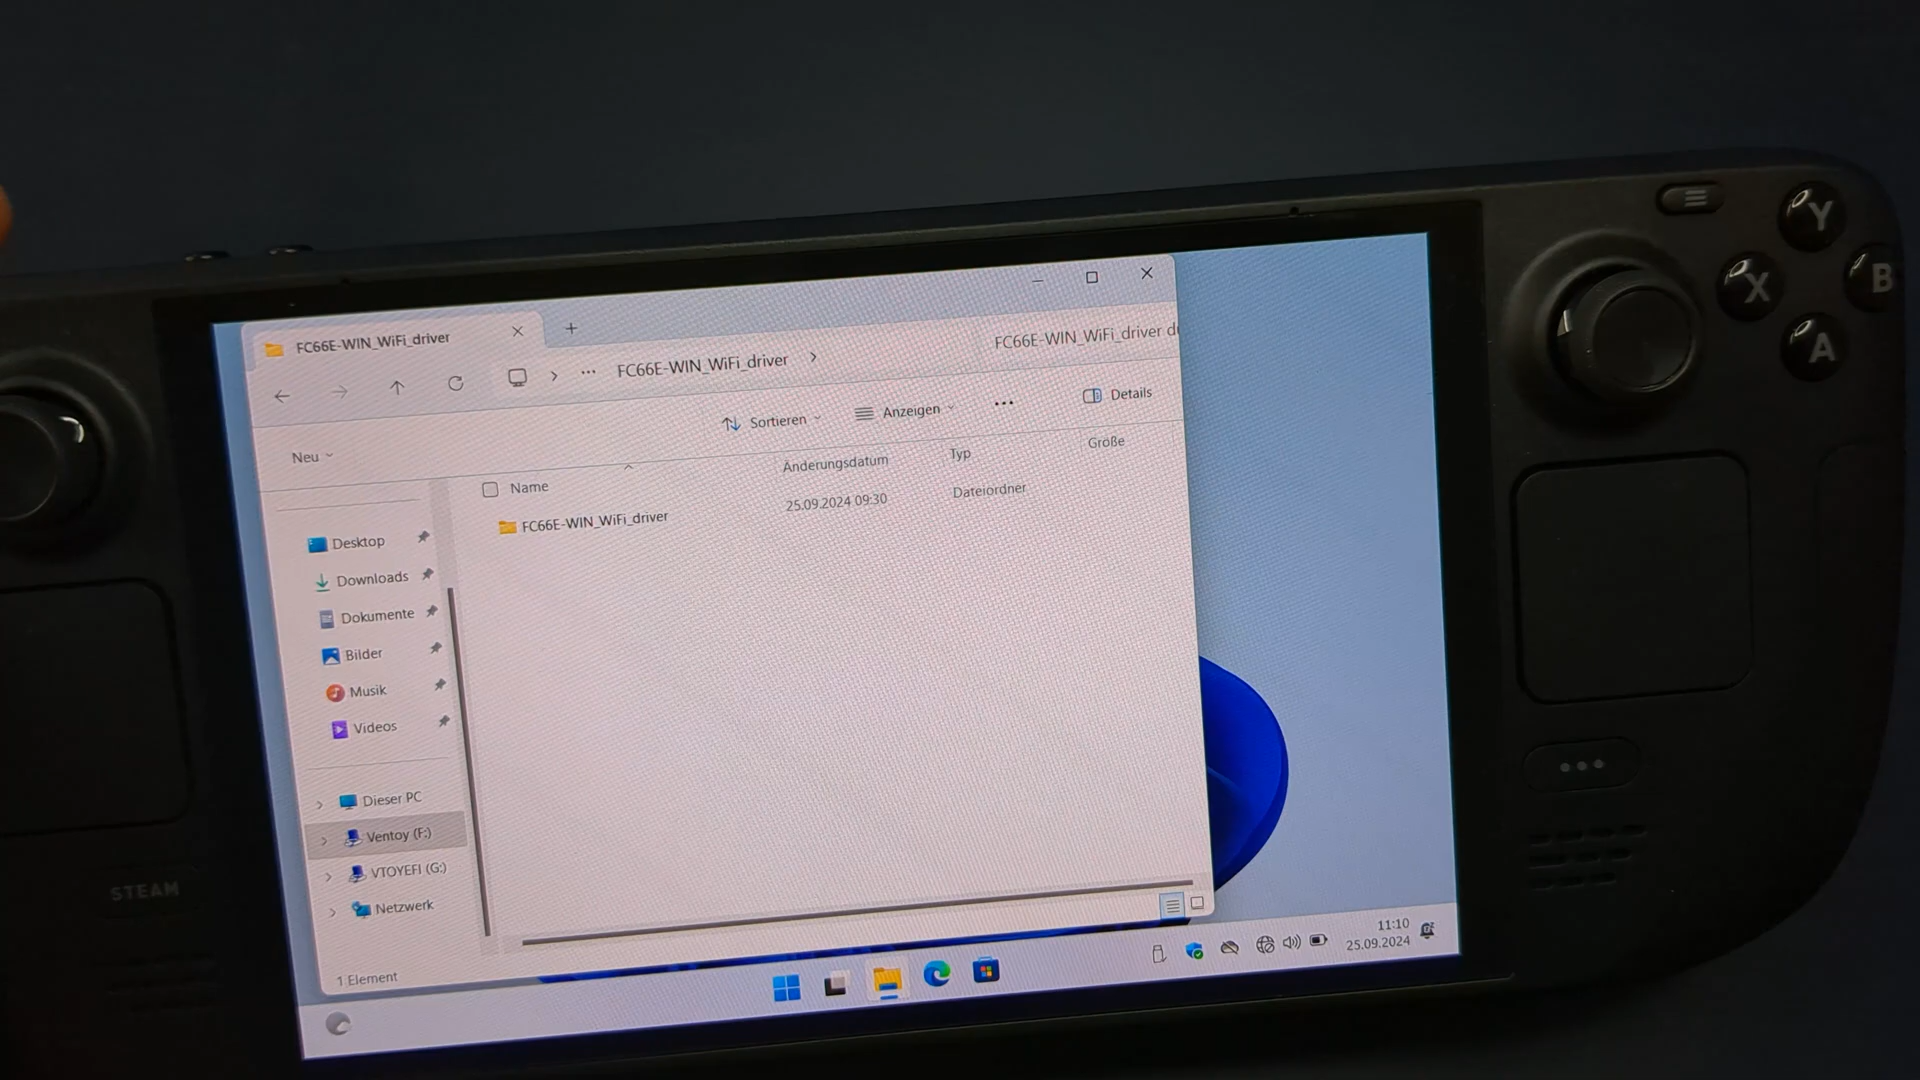 FC66E-WIN_WiFi_driver
FC66E-WIN_WiFi_driver
FC66E-WIN_WiFi_driver d
Neu
Sortieren
Anzeigen
Details
Name
Änderungsdatum
Typ
Größe
FC66E-WIN_WiFi_driver
25.09.2024 09:30
Dateiordner
Desktop
Downloads
Dokumente
Bilder
Musik
Videos
Dieser PC
Ventoy (F:)
VTOYEFI (G:)
Netzwerk
1 Element
11:10
25.09.2024
STEAM
Y
X
B
A